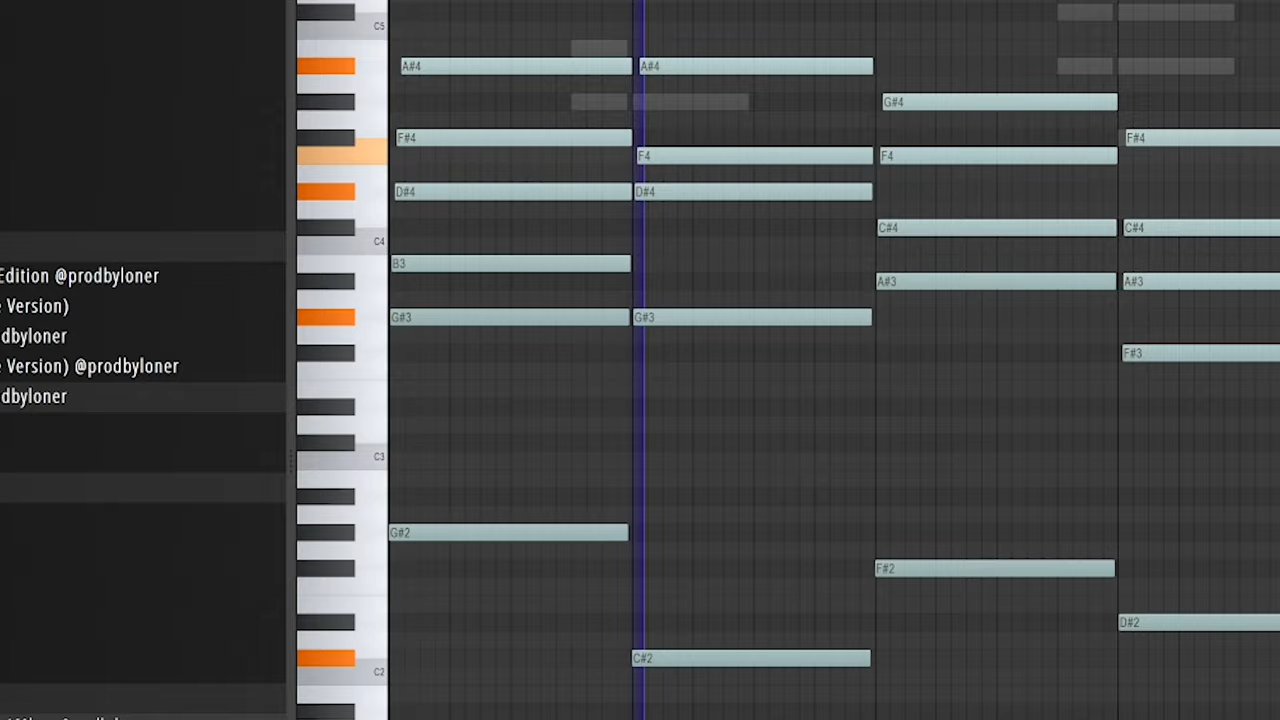 C5
A#4 A#4
G#4
F#4 F#4
F4 F4
D#4 D#4
C#4 C#4
C4
B3
Edition @prodbyloner
A#3 A#3
e Version)
G#3 G#3
dbyloner
F#3
e Version) @prodbyloner
dbyloner
C3
G#2
F#2
D#2
C#2
C2